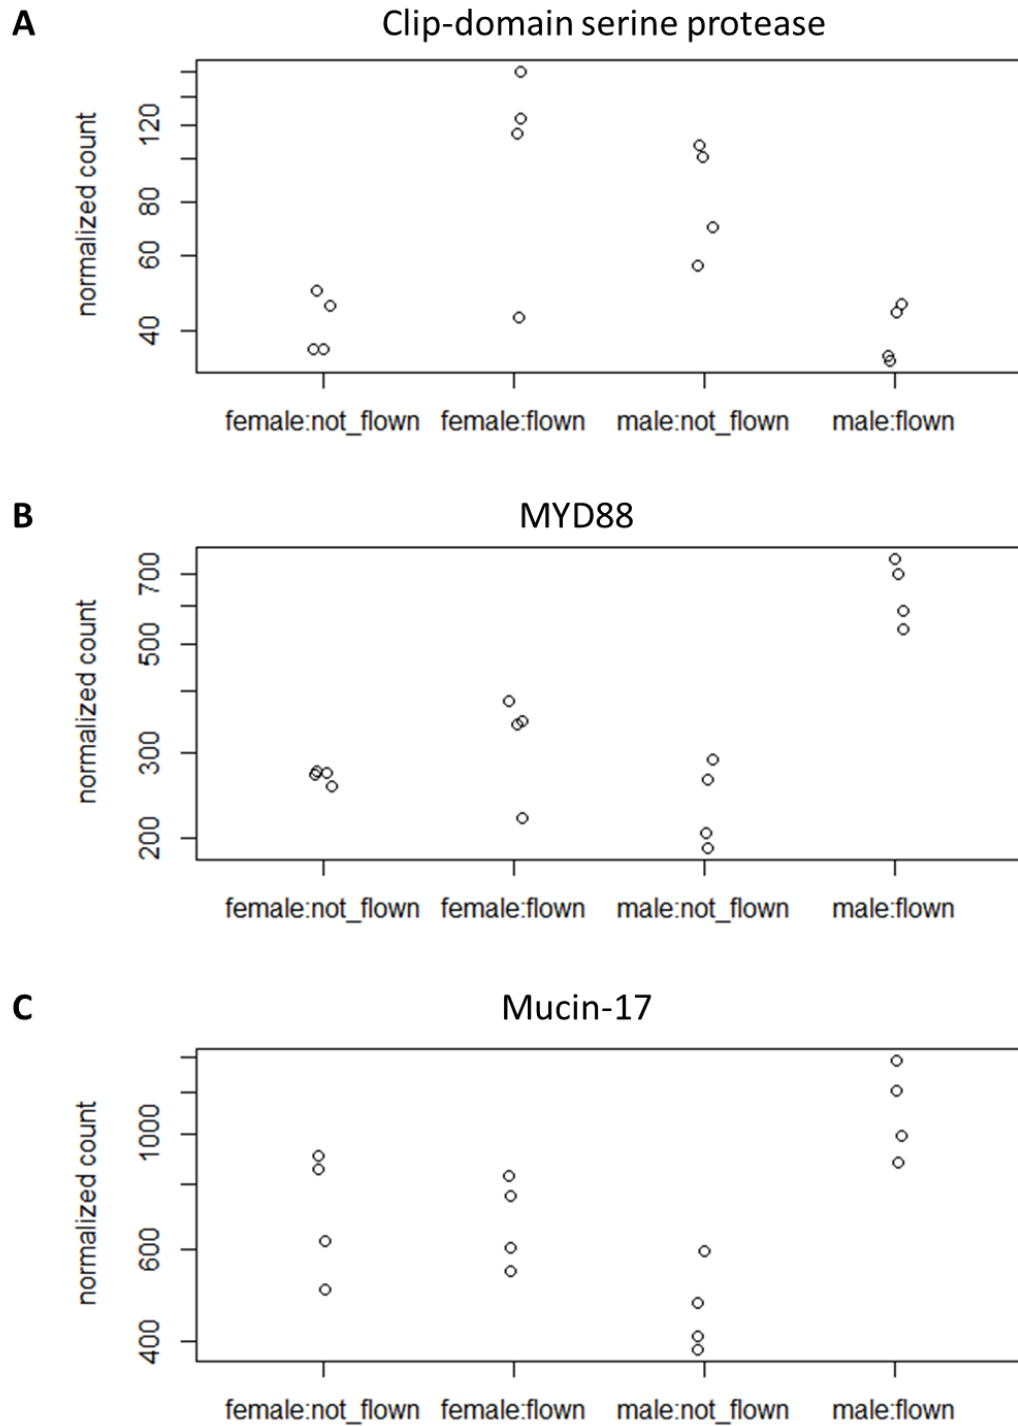 A
Clip-domain serine protease
normalized count
120
80
60
40
female:not_flown female:flown male:not_flown male:flown
B
MYD88
normalized count
700
500
300
200
female:not_flown female:flown male:not_flown male:flown
C
Mucin-17
normalized count
1000
600
400
female:not_flown female:flown male:not_flown male:flown